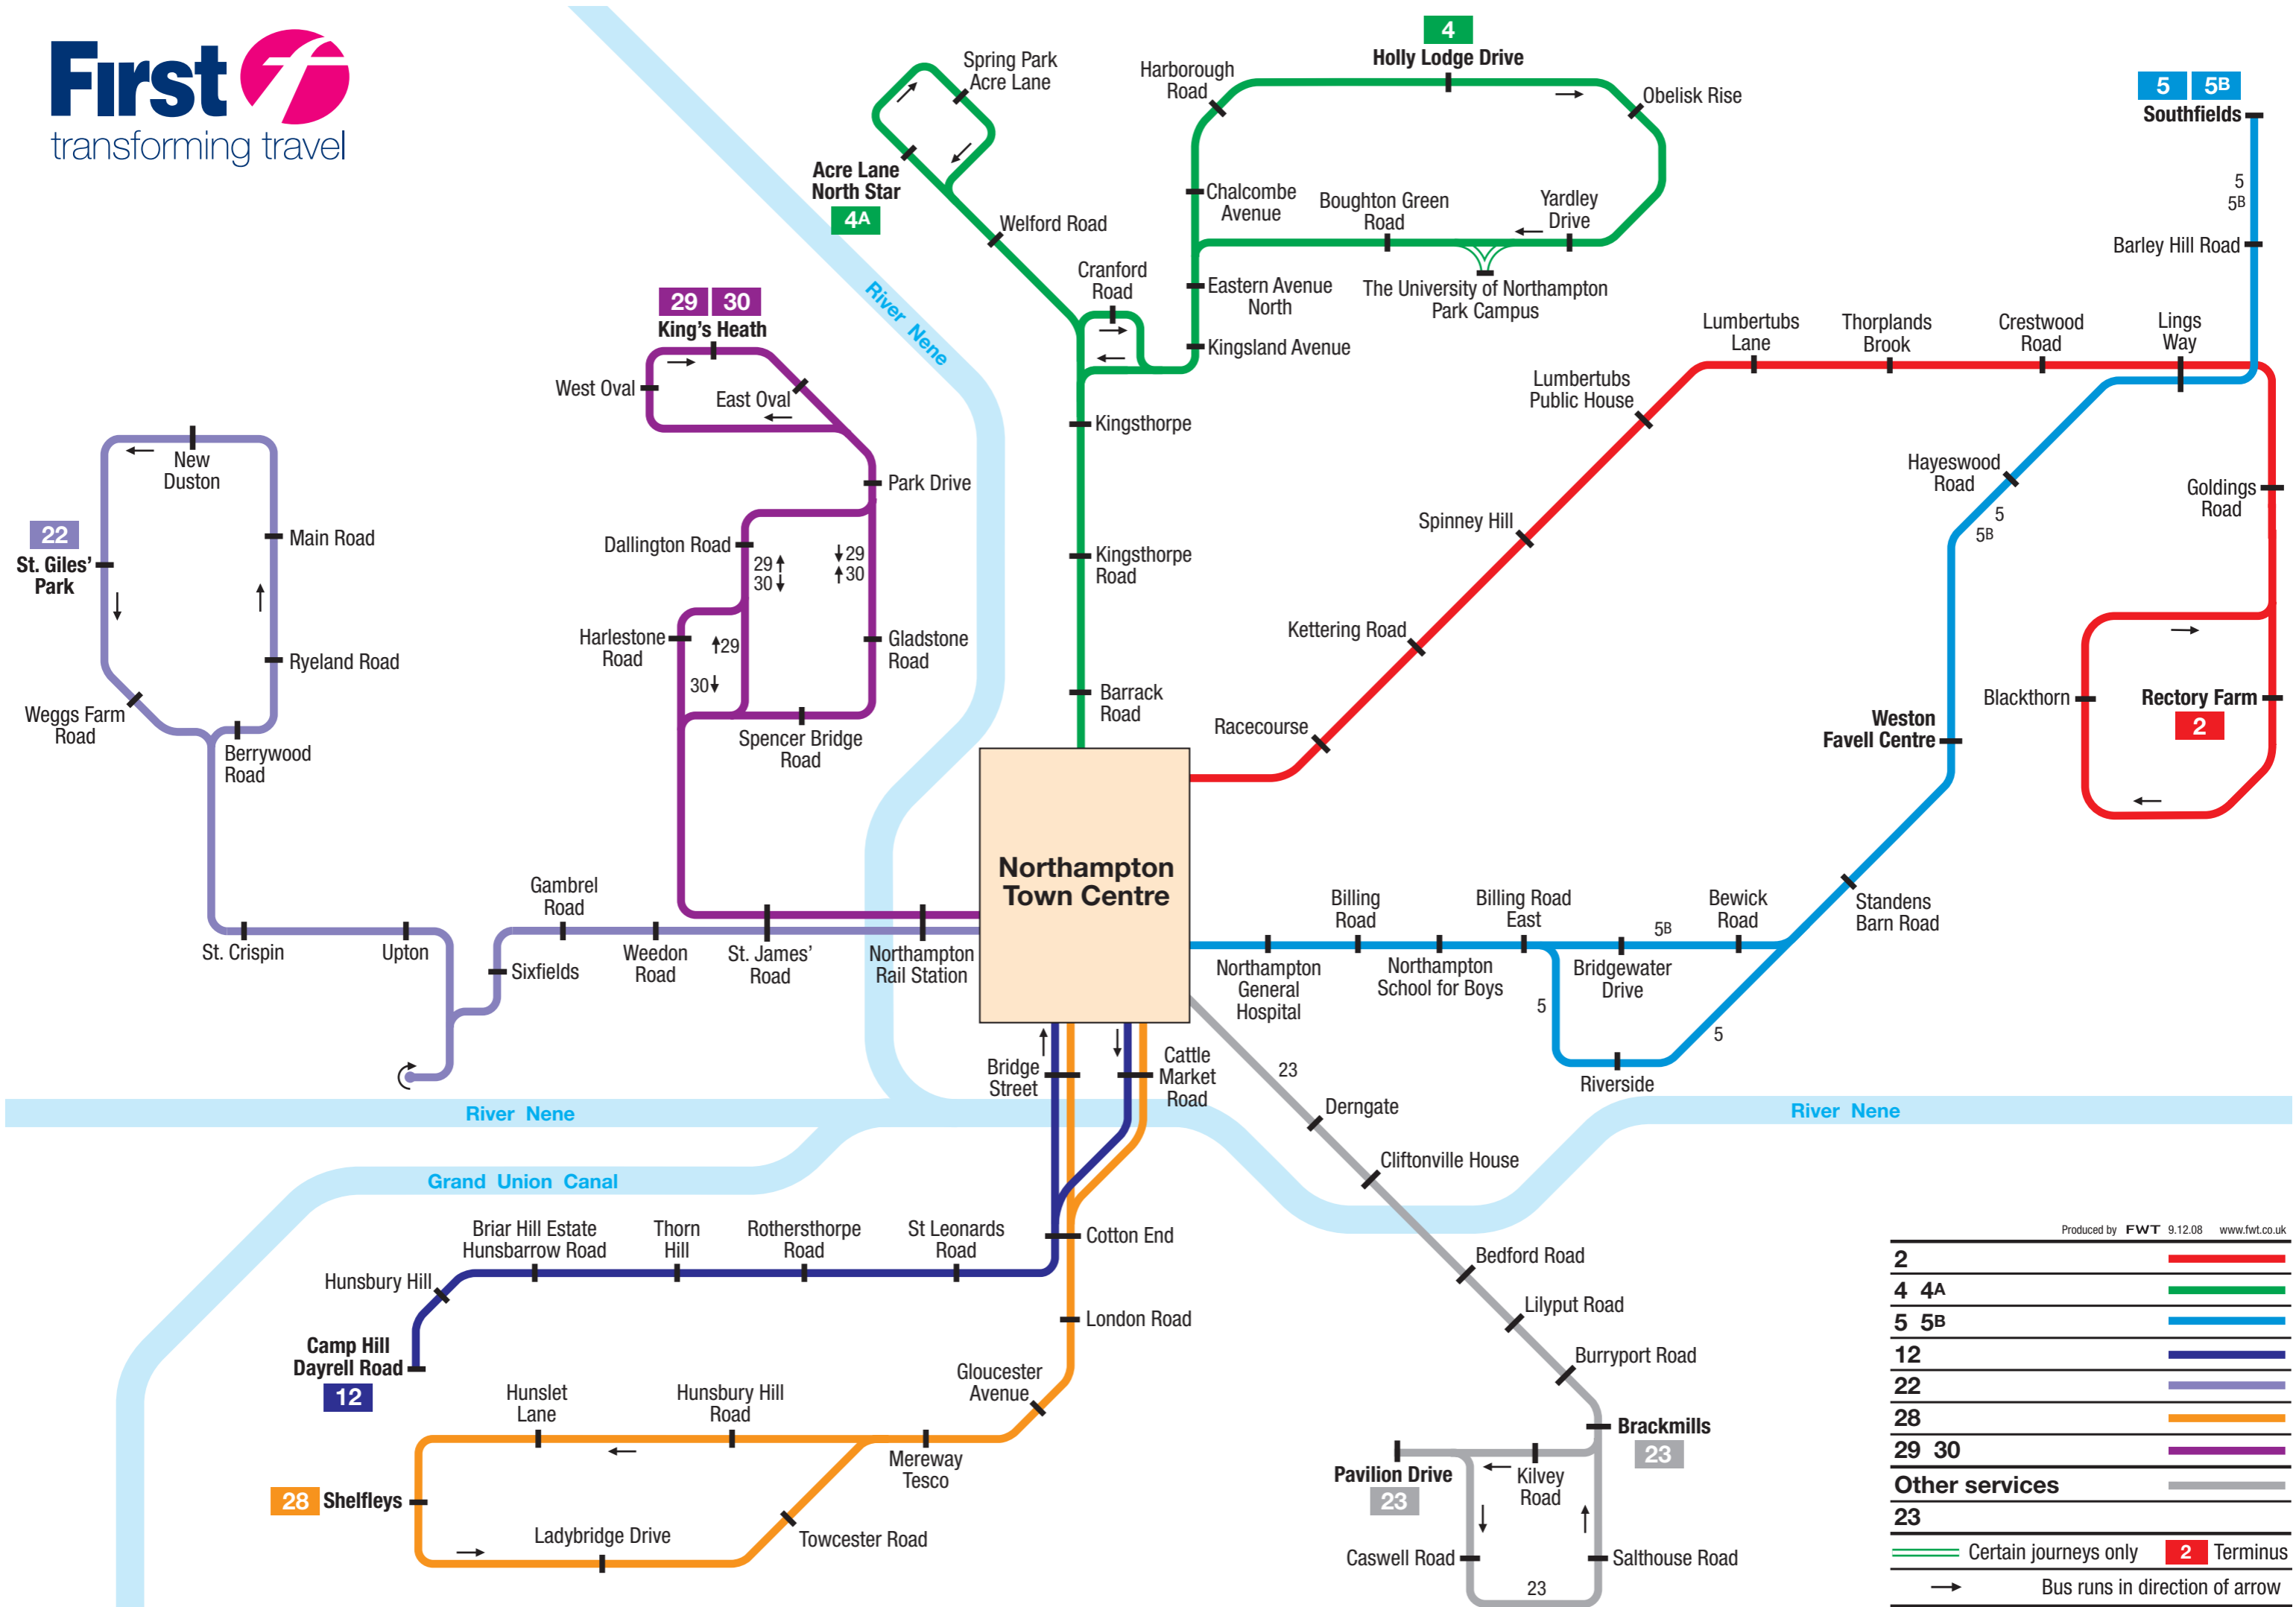 First
transforming travel
4
Holly Lodge Drive
Spring Park
Acre Lane
Harborough
Road
Obelisk Rise
5 5B
Southfields
5
5B
Barley Hill Road
Acre Lane
North Star
4A
Welford Road
Chalcombe
Avenue
Boughton Green
Road
Yardley
Drive
Cranford
Road
Eastern Avenue
North
The University of Northampton
Park Campus
Kingsland Avenue
River Nene
29 30
King's Heath
West Oval
East Oval
Lumbertubs
Lane
Thorplands
Brook
Crestwood
Road
Lings
Way
Lumbertubs
Public House
Kingsthorpe
Hayeswood
Road
5
5B
Goldings
Road
New
Duston
Park Drive
22
St. Giles'
Park
Main Road
Dallington Road
29
30
29
30
Kingsthorpe
Road
Spinney Hill
Harlestone
Road
29
30
Gladstone
Road
Kettering Road
Ryeland Road
Weggs Farm
Road
Berrywood
Road
Spencer Bridge
Road
Barrack
Road
Racecourse
Weston
Favell Centre
Blackthorn
Rectory Farm
2
Northampton
Town Centre
Gambrel
Road
St. Crispin
Upton
Sixfields
Weedon
Road
St. James'
Road
Northampton
Rail Station
Billing
Road
Billing Road
East
5B
Bewick
Road
Standens
Barn Road
Northampton
General
Hospital
Northampton
School for Boys
Bridgewater
Drive
5
5
Riverside
Bridge
Street
Cattle
Market
Road
23
Derngate
River Nene
River Nene
Cliftonville House
Grand Union Canal
Briar Hill Estate
Hunsbarrow Road
Thorn
Hill
Rothersthorpe
Road
St Leonards
Road
Cotton End
Bedford Road
Hunsbury Hill
London Road
Lilyput Road
Camp Hill
Dayrell Road
12
Burryport Road
Gloucester
Avenue
Hunslet
Lane
Hunsbury Hill
Road
Mereway
Tesco
Brackmills
23
Pavilion Drive
23
Kilvey
Road
28 Shelfleys
Ladybridge Drive
Towcester Road
Caswell Road
Salthouse Road
23
Produced by FWT 9.12.08 www.fwt.co.uk
2
4 4A
5 5B
12
22
28
29 30
Other services
23
Certain journeys only 2 Terminus
Bus runs in direction of arrow